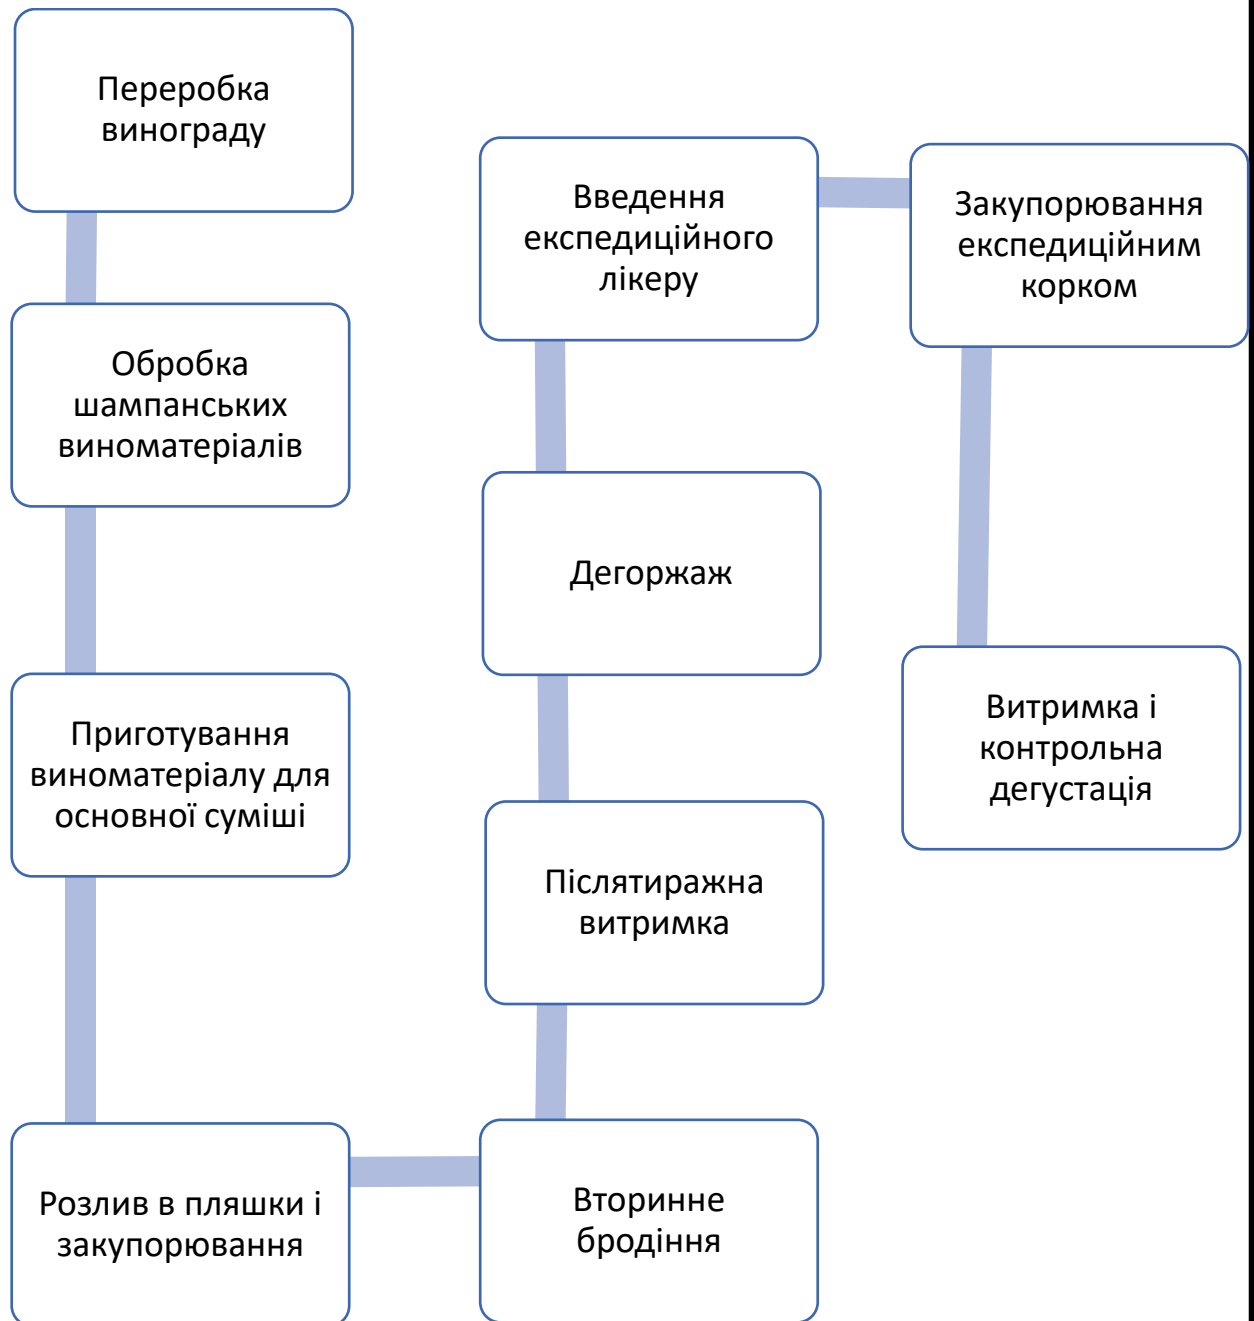 Переробка
винограду
Обробка
шампанських
виноматеріалів
Приготування
виноматеріалу для
основної суміші
Розлив в пляшки і
закупорювання
Вторинне
бродіння
Післятиражна
витримка
Дегоржаж
Введення
експедиційного
лікеру
Закупорювання
експедиційним
корком
Витримка і
контрольна
дегустація